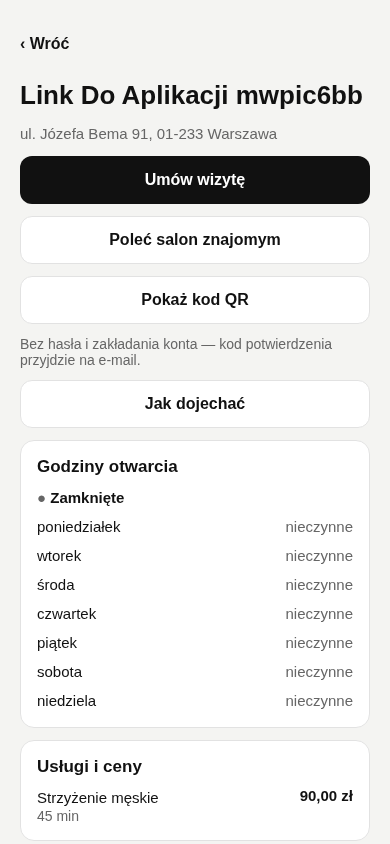 ‹ Wróć
Link Do Aplikacji mwpic6bb
ul. Józefa Bema 91, 01-233 Warszawa
Umów wizytę
Poleć salon znajomym
Pokaż kod QR
Bez hasła i zakładania konta — kod potwierdzenia
przyjdzie na e-mail.
Jak dojechać
Godziny otwarcia
● Zamknięte
poniedziałek nieczynne
wtorek nieczynne
środa nieczynne
czwartek nieczynne
piątek nieczynne
sobota nieczynne
niedziela nieczynne
Usługi i ceny
Strzyżenie męskie 90,00 zł
45 min